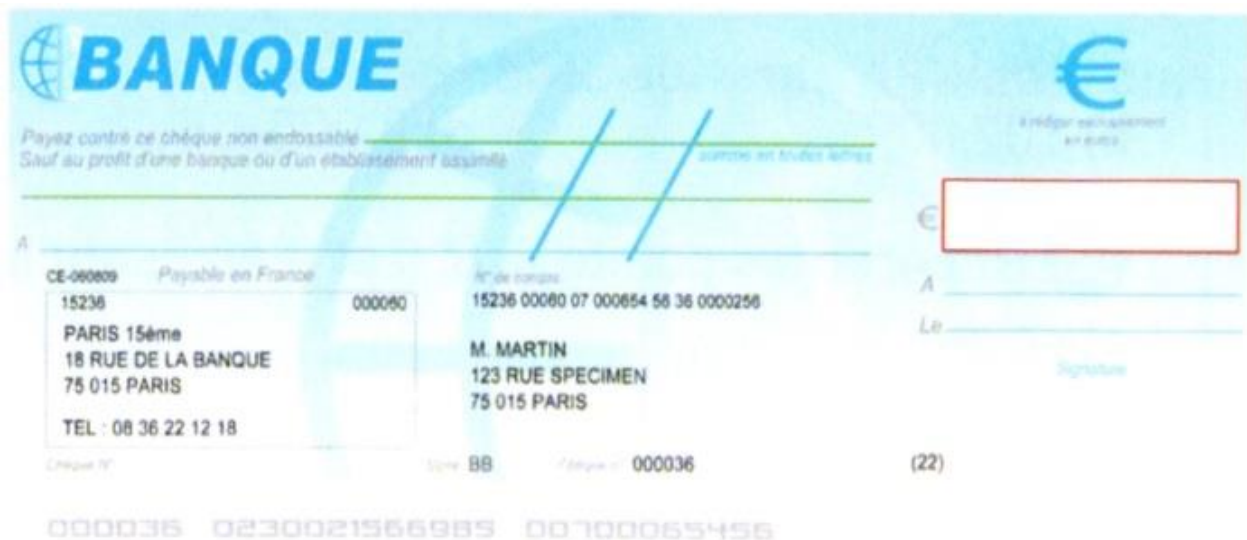 BANQUE
€
à rédiger exclusivement
en euros
Payez contre ce chèque non endossable
Sauf au profit d'une banque ou d'un établissement assimilé
somme en toutes lettres
€
A
CE-060809 Payable en France
N° de compte
15236 000060
15236 00060 07 000654 56 36 0000256
A
Le
PARIS 15ème
18 RUE DE LA BANQUE
75 015 PARIS
TEL : 08 36 22 12 18
M. MARTIN
123 RUE SPECIMEN
75 015 PARIS
Signature
Chèque N° Série BB Chèque n° 000036 (22)
000036 0230021566985 00700065456